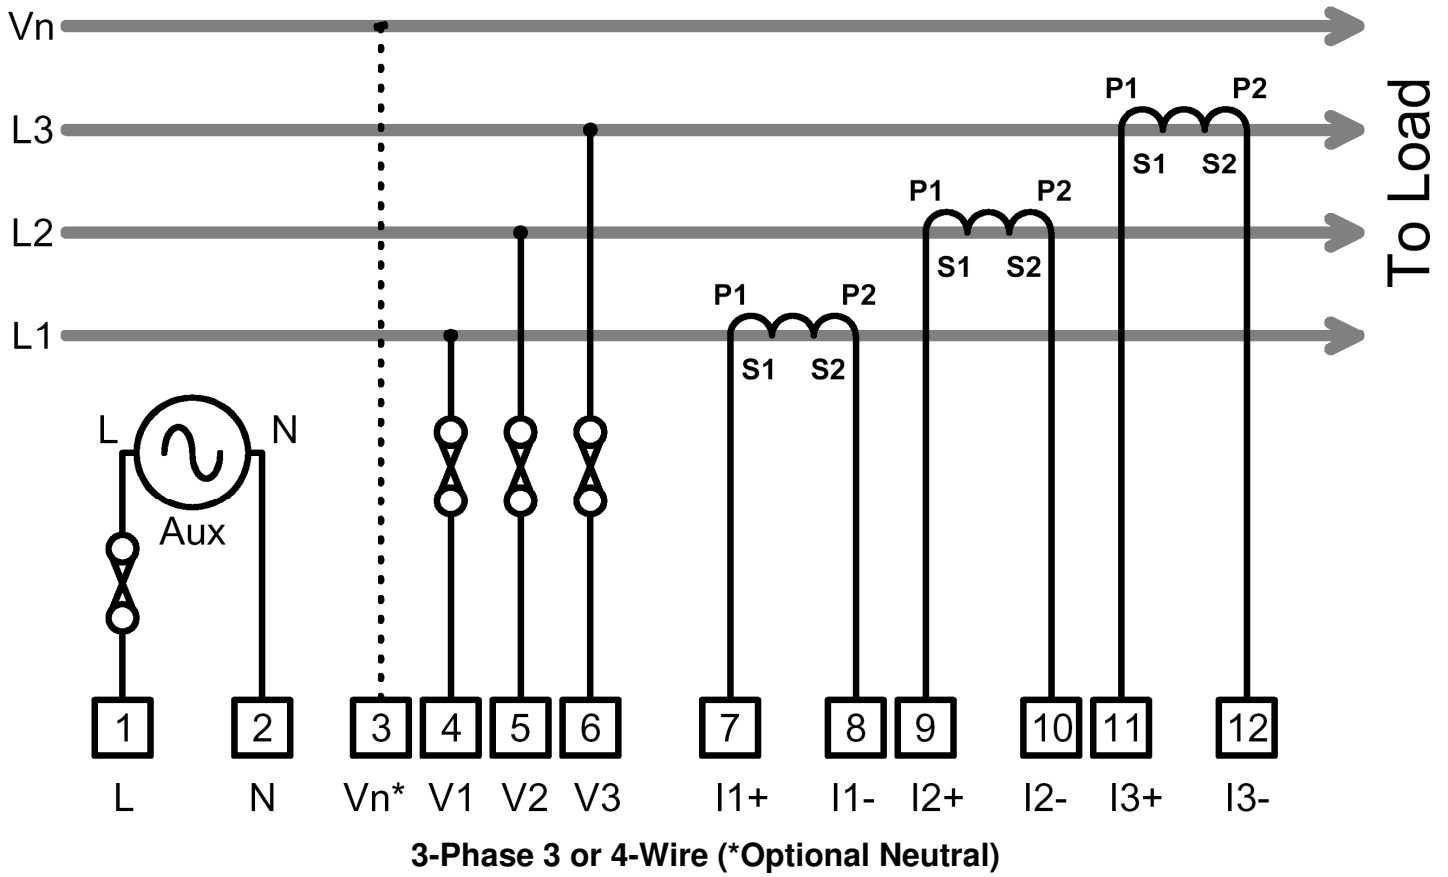 Vn
P1 P2
L3
S1 S2
To Load
P1 P2
L2
S1 S2
P1 P2
L1
S1 S2
L N
Aux
1 2 3 4 5 6 7 8 9 10 11 12
L N Vn* V1 V2 V3 I1+ I1- I2+ I2- I3+ I3-
3-Phase 3 or 4-Wire (*Optional Neutral)